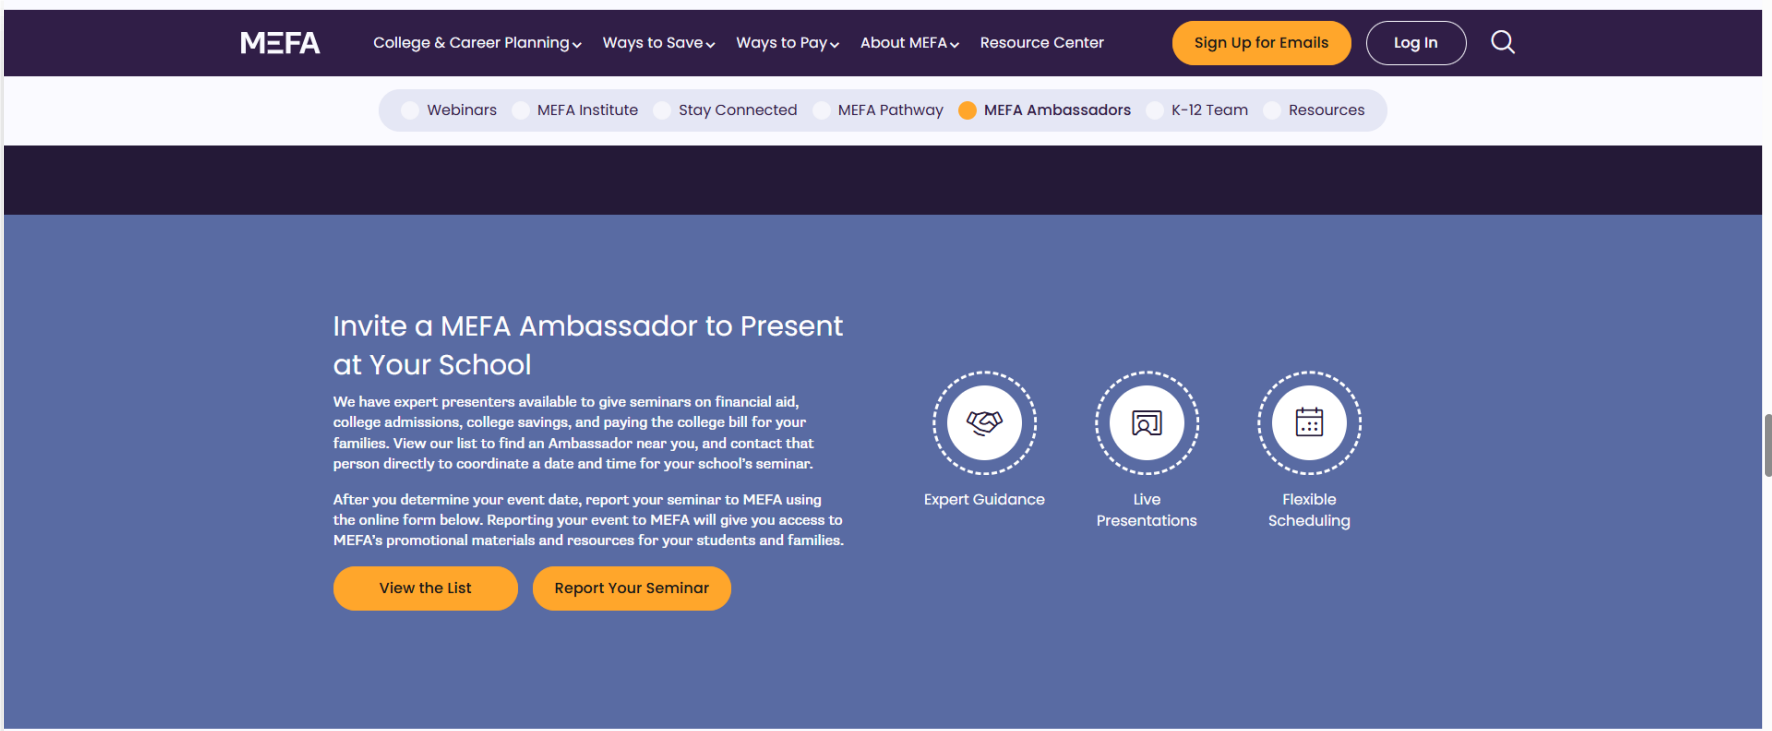 MEFA
College & Career Planning
Ways to Save
Ways to Pay
About MEFA
Resource Center
Sign Up for Emails
Log In
Webinars
MEFA Institute
Stay Connected
MEFA Pathway
MEFA Ambassadors
K-12 Team
Resources
Invite a MEFA Ambassador to Present
at Your School
We have expert presenters available to give seminars on financial aid,
college admissions, college savings, and paying the college bill for your
families. View our list to find an Ambassador near you, and contact that
person directly to coordinate a date and time for your school's seminar.
After you determine your event date, report your seminar to MEFA using
the online form below. Reporting your event to MEFA will give you access to
MEFA's promotional materials and resources for your students and families.
View the List
Report Your Seminar
Expert Guidance
Live
Presentations
Flexible
Scheduling